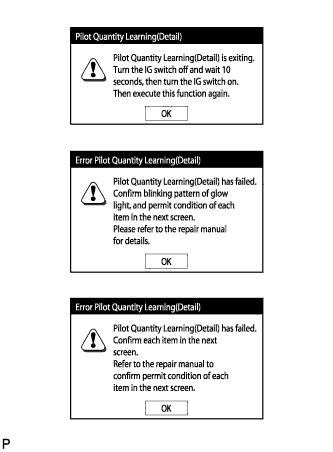 Pilot Quantity Learning(Detail)
Pilot Quantity Learning(Detail) is exiting.
Turn the IG switch off and wait 10
seconds, then turn the IG switch on.
Then execute this function again.
OK
Error Pilot Quantity Learning(Detail)
Pilot Quantity Learning(Detail) has failed.
Confirm blinking pattern of glow
light, and permit condition of each
item in the next screen.
Please refer to the repair manual
for details.
OK
Error Pilot Quantity Learning(Detail)
Pilot Quantity Learning(Detail) has failed.
Confirm each item in the next
screen.
Refer to the repair manual to
confirm permit condition of each
item in the next screen.
OK
P